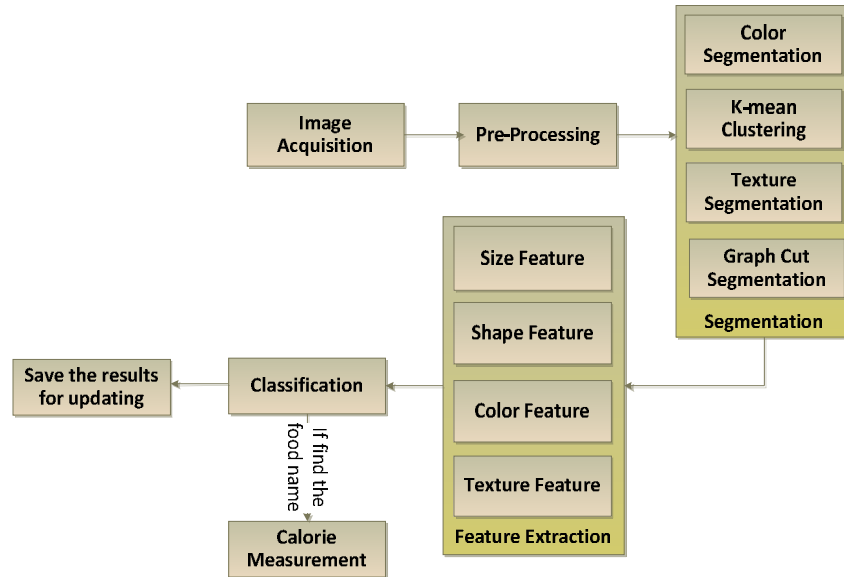 Image
Acquisition
Pre-Processing
Color
Segmentation
K-mean
Clustering
Texture
Segmentation
Graph Cut
Segmentation
Segmentation
Size Feature
Shape Feature
Color Feature
Texture Feature
Feature Extraction
Classification
Save the results
for updating
If find the
food name
Calorie
Measurement